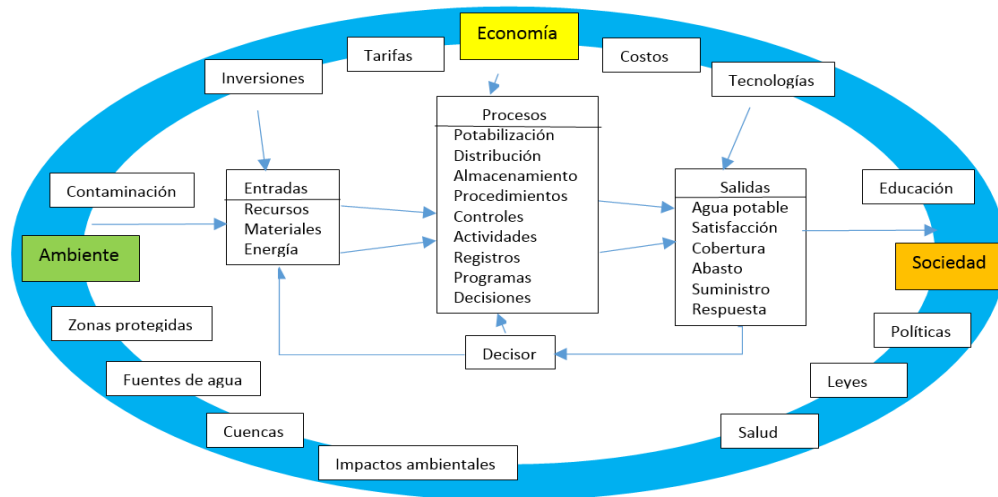 Economía
Tarifas
Costos
Inversiones
Tecnologías
Procesos
Potabilización
Distribución
Almacenamiento
Procedimientos
Controles
Actividades
Registros
Programas
Decisiones
Contaminación
Entradas
Recursos
Materiales
Energía
Salidas
Agua potable
Satisfacción
Cobertura
Abasto
Suministro
Respuesta
Educación
Ambiente
Sociedad
Zonas protegidas
Decisor
Políticas
Fuentes de agua
Leyes
Cuencas
Salud
Impactos ambientales